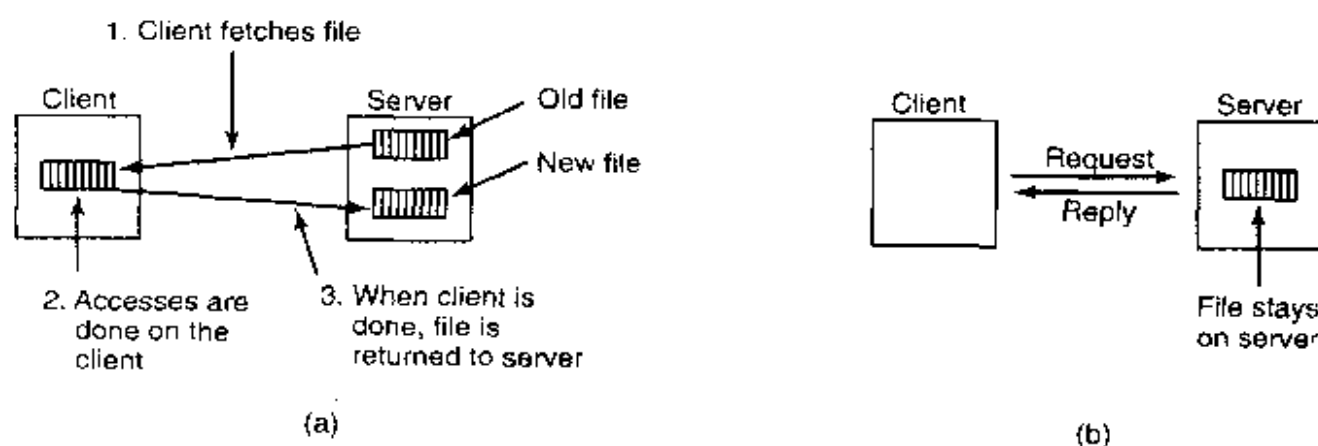 1. Client fetches file
Client
Server
Old file
New file
2. Accesses are
done on the
client
3. When client is
done, file is
returned to server
(a)
Client
Server
Request
Reply
File stays
on server
(b)